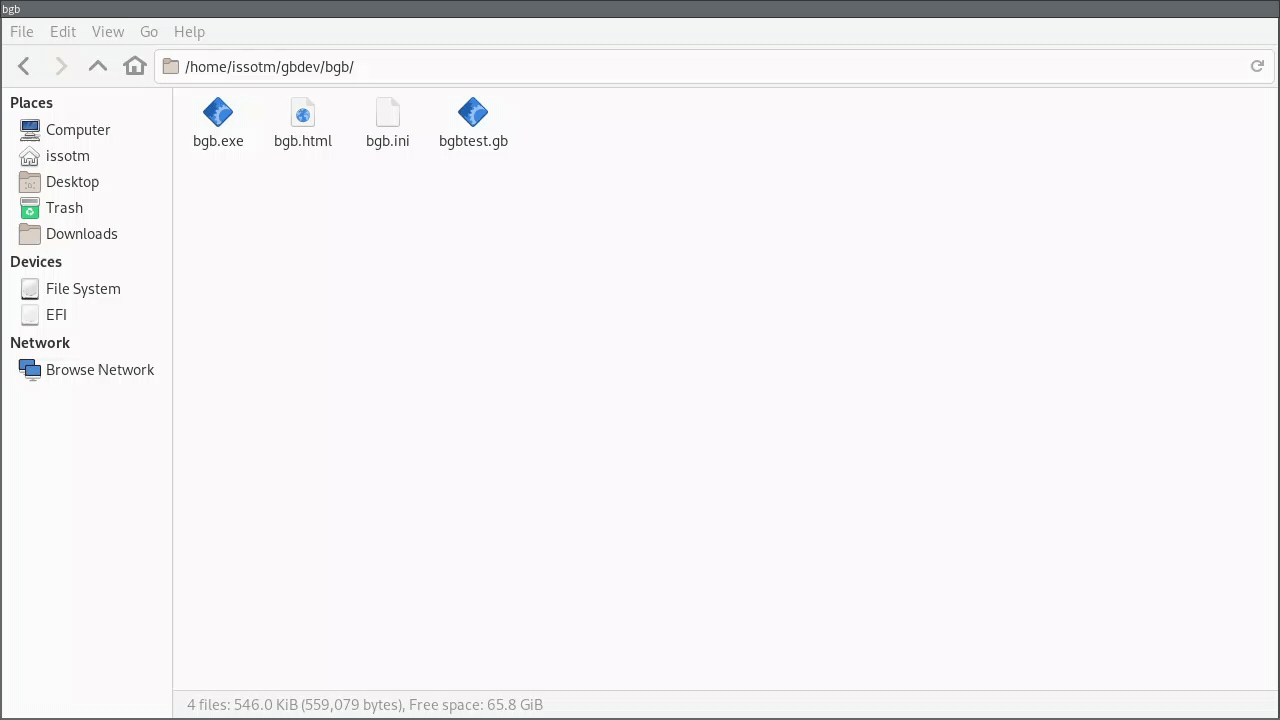 bgb
File Edit View Go Help
/home/issotm/gbdev/bgb/
Places
Computer
issotm
Desktop
Trash
Downloads
Devices
File System
EFI
Network
Browse Network
bgb.exe bgb.html bgb.ini bgbtest.gb
4 files: 546.0 KiB (559,079 bytes), Free space: 65.8 GiB